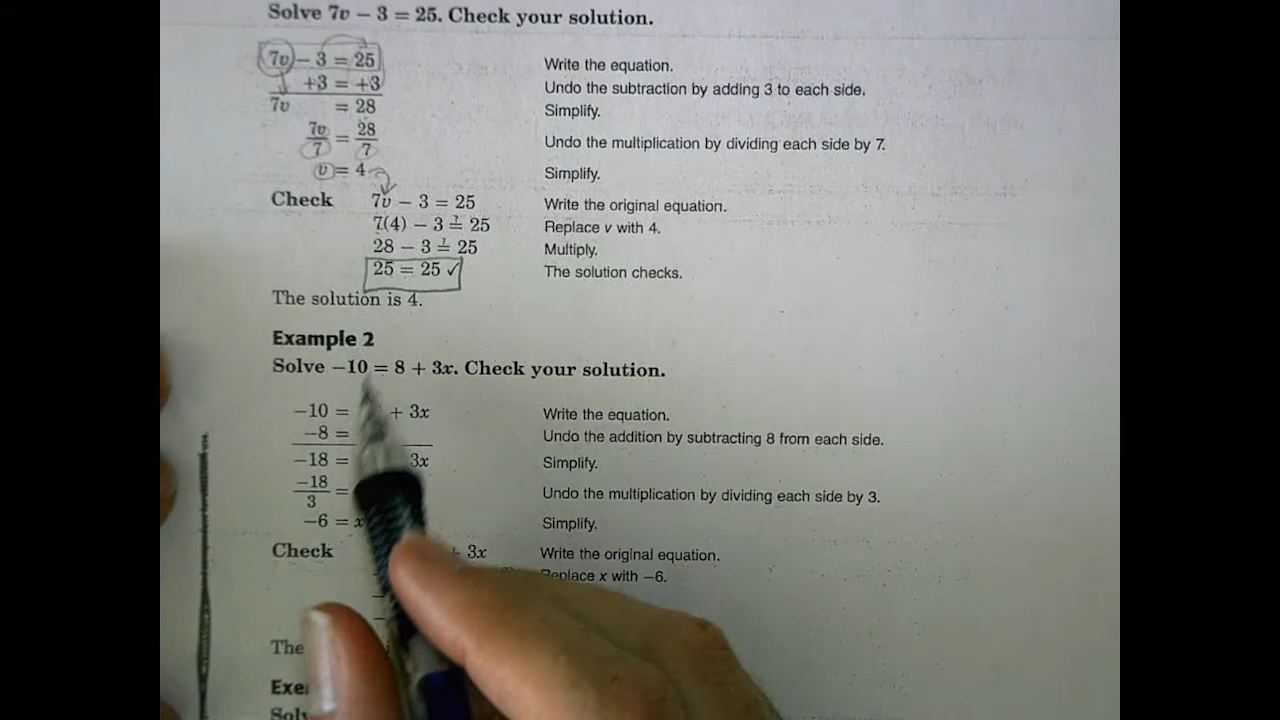 Solve 7v − 3 = 25. Check your solution.
7v − 3 = 25 Write the equation.
+3 = +3 Undo the subtraction by adding 3 to each side.
7v = 28 Simplify.
7v/7 = 28/7 Undo the multiplication by dividing each side by 7.
v = 4 Simplify.
Check 7v − 3 = 25 Write the original equation.
7(4) − 3 ≟ 25 Replace v with 4.
28 − 3 ≟ 25 Multiply.
25 = 25 ✓ The solution checks.
The solution is 4.
Example 2
Solve −10 = 8 + 3x. Check your solution.
−10 = + 3x Write the equation.
−8 = Undo the addition by subtracting 8 from each side.
−18 = 3x Simplify.
−18/3 = Undo the multiplication by dividing each side by 3.
−6 = x Simplify.
Check + 3x Write the original equation.
Replace x with −6.
The